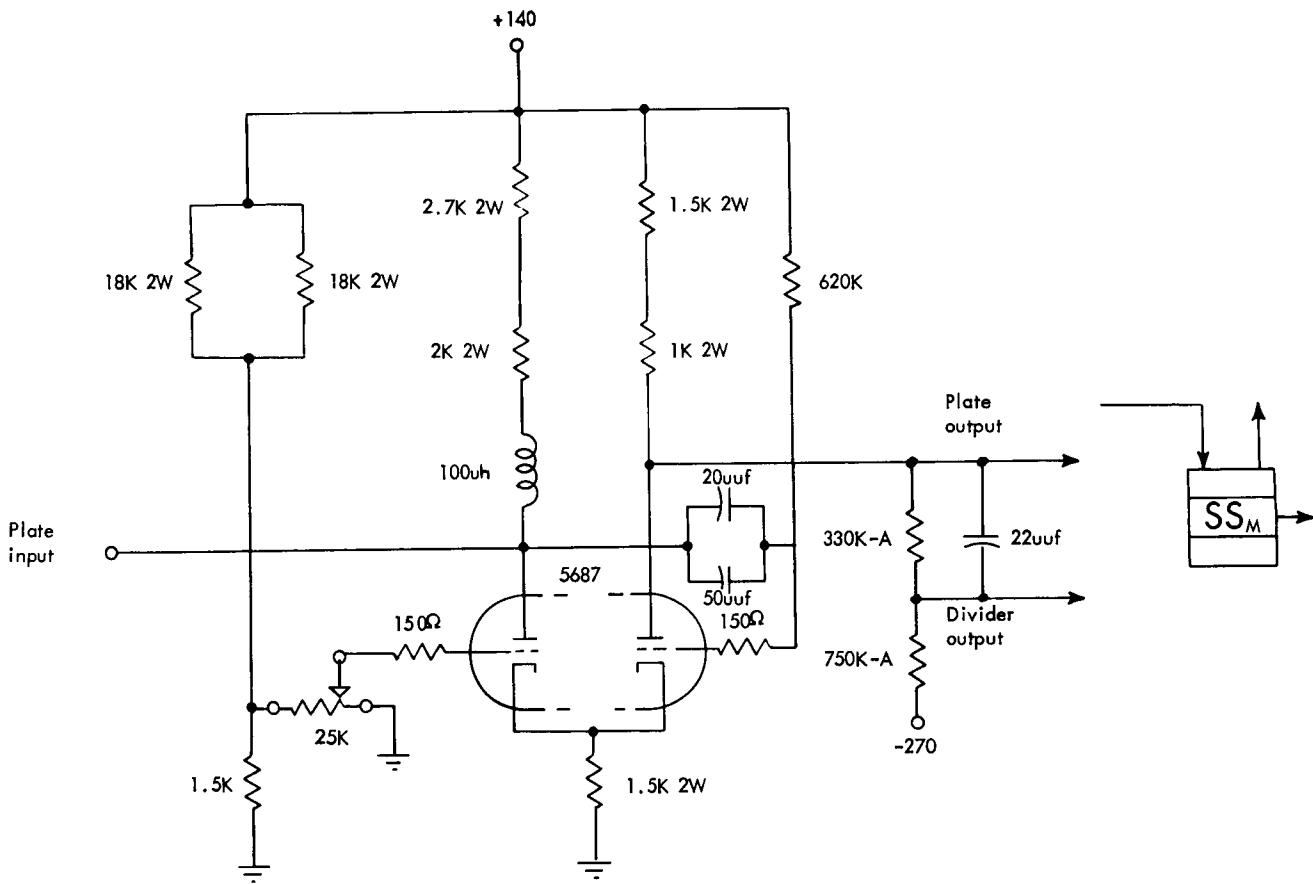 +140
2.7K 2W
1.5K 2W
18K 2W
18K 2W
620K
2K 2W
1K 2W
Plate
output
100uh
20uuf
Plate
input
SSM
330K-A
22uuf
5687
50uuf
150Ω
150Ω
Divider
output
750K-A
25K
-270
1.5K
1.5K 2W